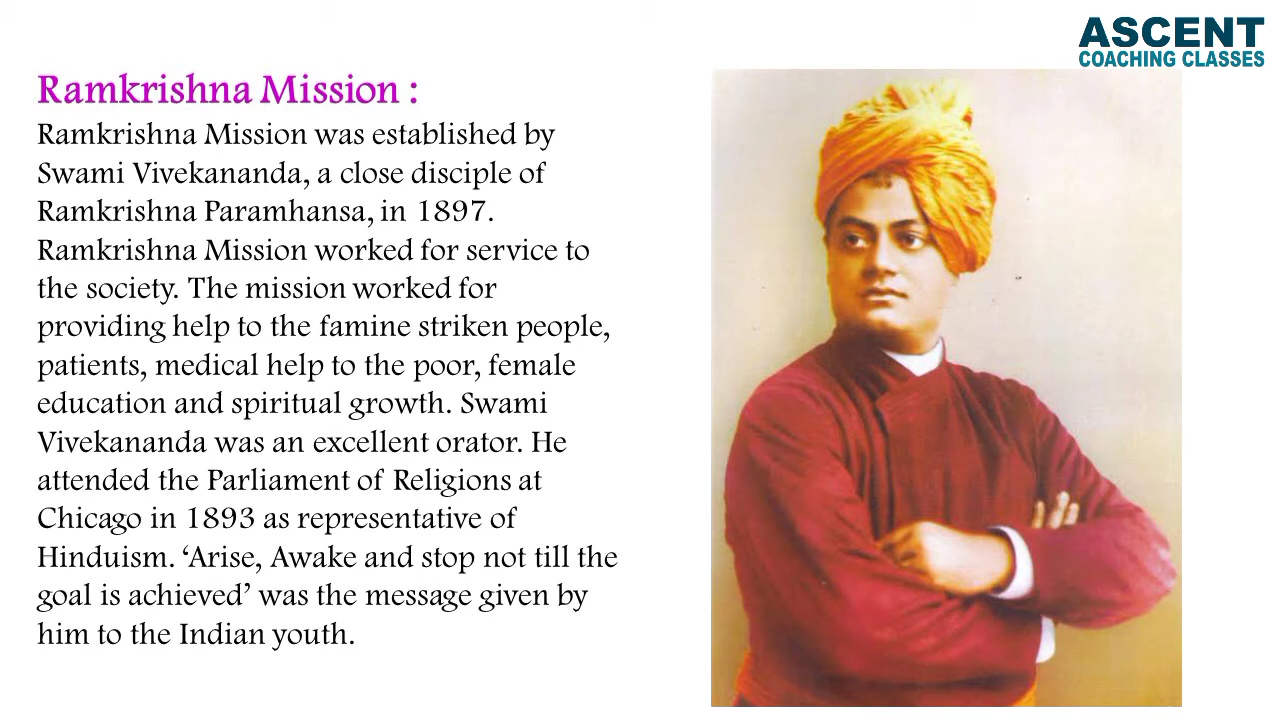 ASCENT
COACHING CLASSES
Ramkrishna Mission :
Ramkrishna Mission was established by
Swami Vivekananda, a close disciple of
Ramkrishna Paramhansa, in 1897.
Ramkrishna Mission worked for service to
the society. The mission worked for
providing help to the famine striken people,
patients, medical help to the poor, female
education and spiritual growth. Swami
Vivekananda was an excellent orator. He
attended the Parliament of Religions at
Chicago in 1893 as representative of
Hinduism. ‘Arise, Awake and stop not till the
goal is achieved’ was the message given by
him to the Indian youth.